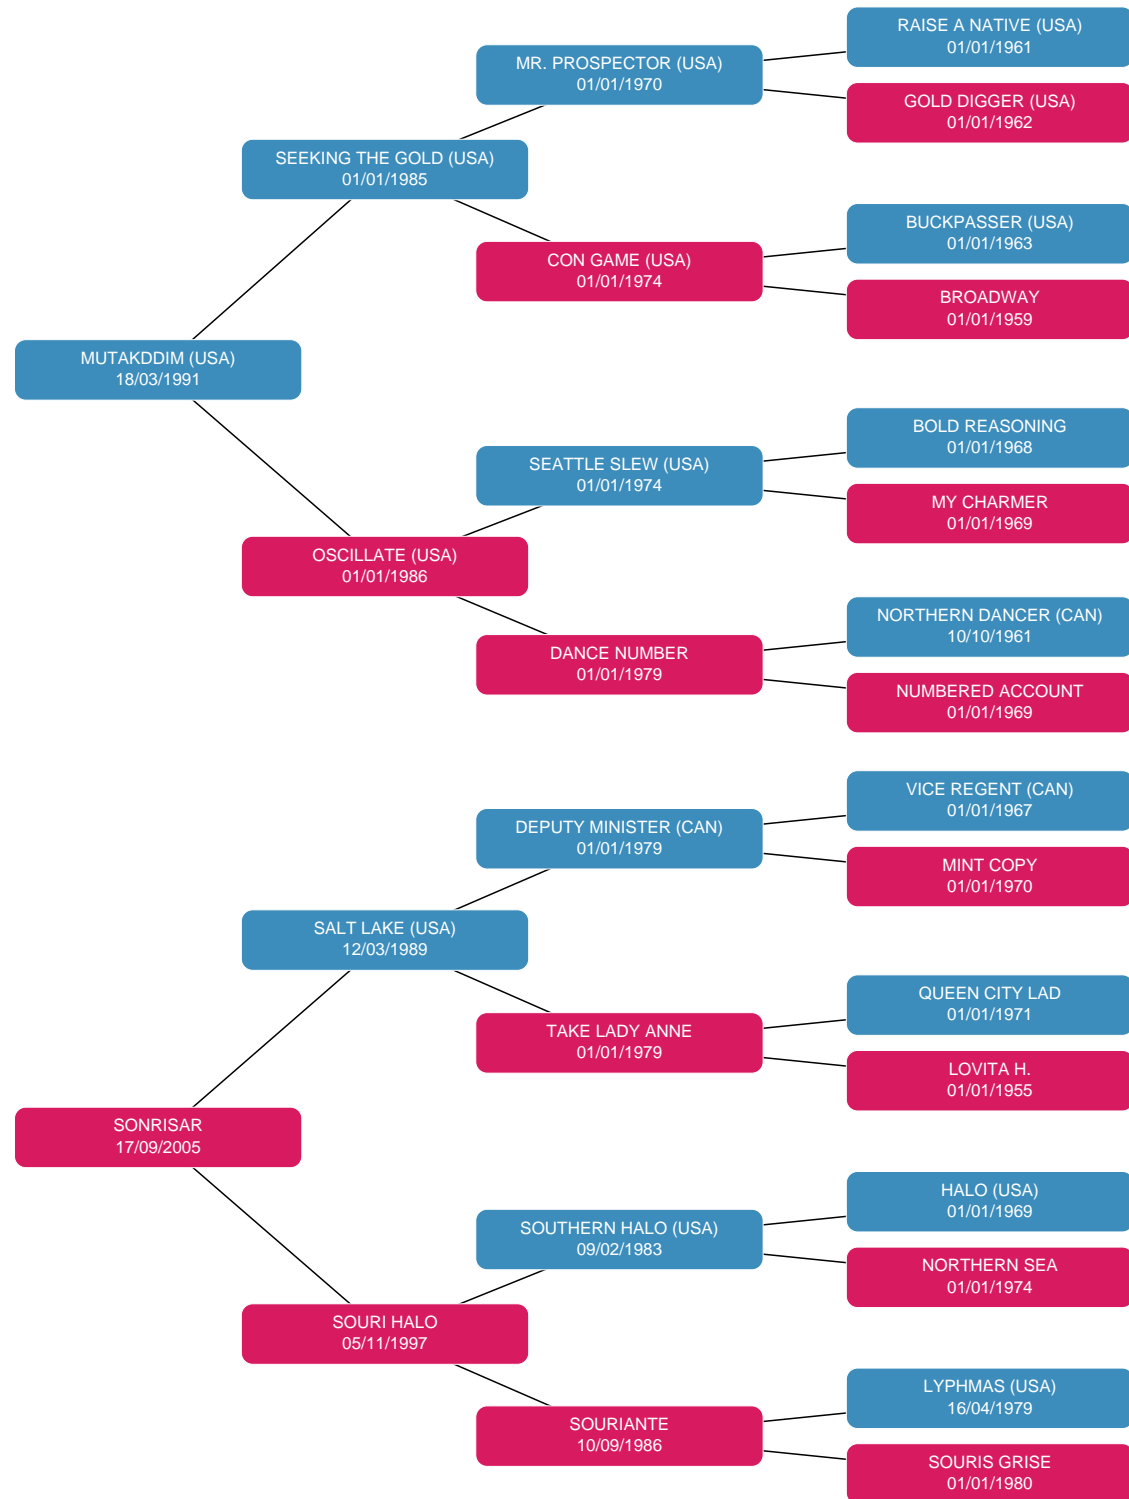 RAISE A NATIVE (USA)
01/01/1961
MR. PROSPECTOR (USA)
01/01/1970
GOLD DIGGER (USA)
01/01/1962
SEEKING THE GOLD (USA)
01/01/1985
BUCKPASSER (USA)
01/01/1963
CON GAME (USA)
01/01/1974
BROADWAY
01/01/1959
MUTAKDDIM (USA)
18/03/1991
BOLD REASONING
01/01/1968
SEATTLE SLEW (USA)
01/01/1974
MY CHARMER
01/01/1969
OSCILLATE (USA)
01/01/1986
NORTHERN DANCER (CAN)
10/10/1961
DANCE NUMBER
01/01/1979
NUMBERED ACCOUNT
01/01/1969
VICE REGENT (CAN)
01/01/1967
DEPUTY MINISTER (CAN)
01/01/1979
MINT COPY
01/01/1970
SALT LAKE (USA)
12/03/1989
QUEEN CITY LAD
01/01/1971
TAKE LADY ANNE
01/01/1979
LOVITA H.
01/01/1955
SONRISAR
17/09/2005
HALO (USA)
01/01/1969
SOUTHERN HALO (USA)
09/02/1983
NORTHERN SEA
01/01/1974
SOURI HALO
05/11/1997
LYPHMAS (USA)
16/04/1979
SOURIANTE
10/09/1986
SOURIS GRISE
01/01/1980